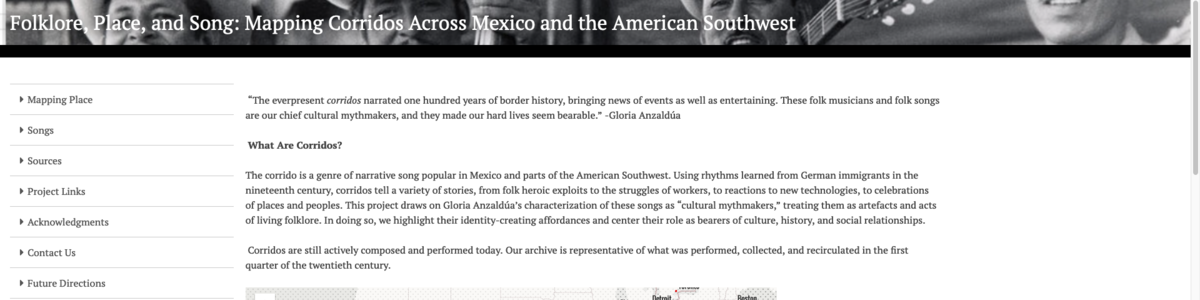 Folklore, Place, and Song: Mapping Corridos Across Mexico and the American Southwest
Mapping Place
Songs
Sources
Project Links
Acknowledgments
Contact Us
Future Directions
“The everpresent corridos narrated one hundred years of border history, bringing news of events as well as entertaining. These folk musicians and folk songs
are our chief cultural mythmakers, and they made our hard lives seem bearable.” -Gloria Anzaldúa
What Are Corridos?
The corrido is a genre of narrative song popular in Mexico and parts of the American Southwest. Using rhythms learned from German immigrants in the
nineteenth century, corridos tell a variety of stories, from folk heroic exploits to the struggles of workers, to reactions to new technologies, to celebrations
of places and peoples. This project draws on Gloria Anzaldúa’s characterization of these songs as “cultural mythmakers,” treating them as artefacts and acts
of living folklore. In doing so, we highlight their identity-creating affordances and center their role as bearers of culture, history, and social relationships.
Corridos are still actively composed and performed today. Our archive is representative of what was performed, collected, and recirculated in the first
quarter of the twentieth century.
Toronto
Detroit
Boston